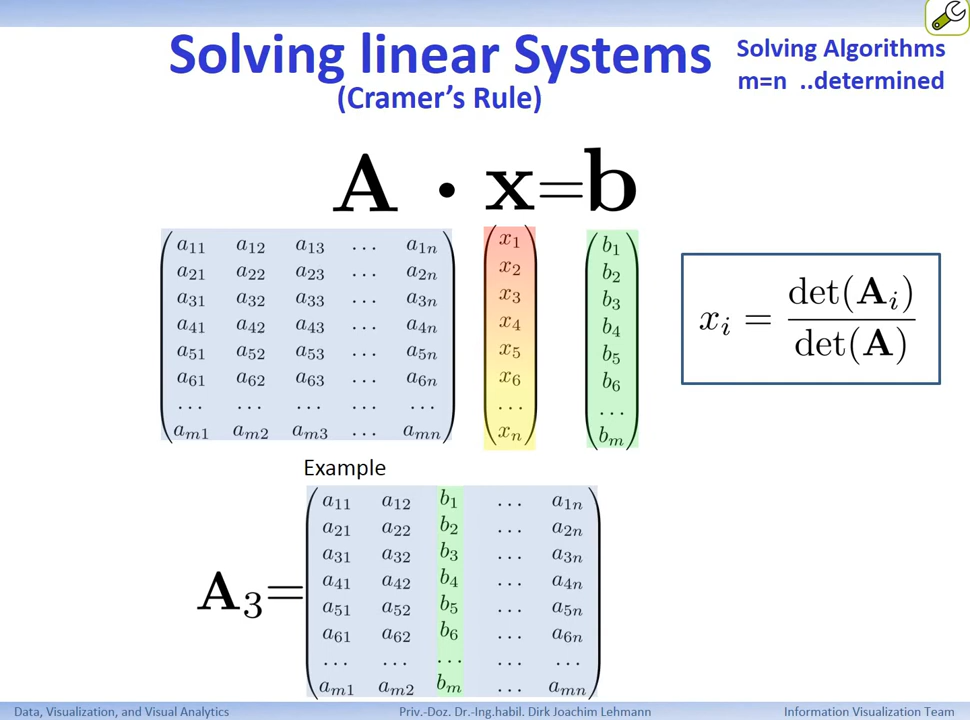 Solving linear Systems
(Cramer's Rule)
Solving Algorithms
m=n ..determined
A · x=b
a11 a12 a13 ... a1n
a21 a22 a23 ... a2n
a31 a32 a33 ... a3n
a41 a42 a43 ... a4n
a51 a52 a53 ... a5n
a61 a62 a63 ... a6n
... ... ... ... ...
am1 am2 am3 ... amn
x1
x2
x3
x4
x5
x6
...
xn
b1
b2
b3
b4
b5
b6
...
bm
xi = det(Ai) / det(A)
Example
A3=
a11 a12 b1 ... a1n
a21 a22 b2 ... a2n
a31 a32 b3 ... a3n
a41 a42 b4 ... a4n
a51 a52 b5 ... a5n
a61 a62 b6 ... a6n
... ... ... ... ...
am1 am2 bm ... amn
Data, Visualization, and Visual Analytics
Priv.-Doz. Dr.-Ing.habil. Dirk Joachim Lehmann
Information Visualization Team